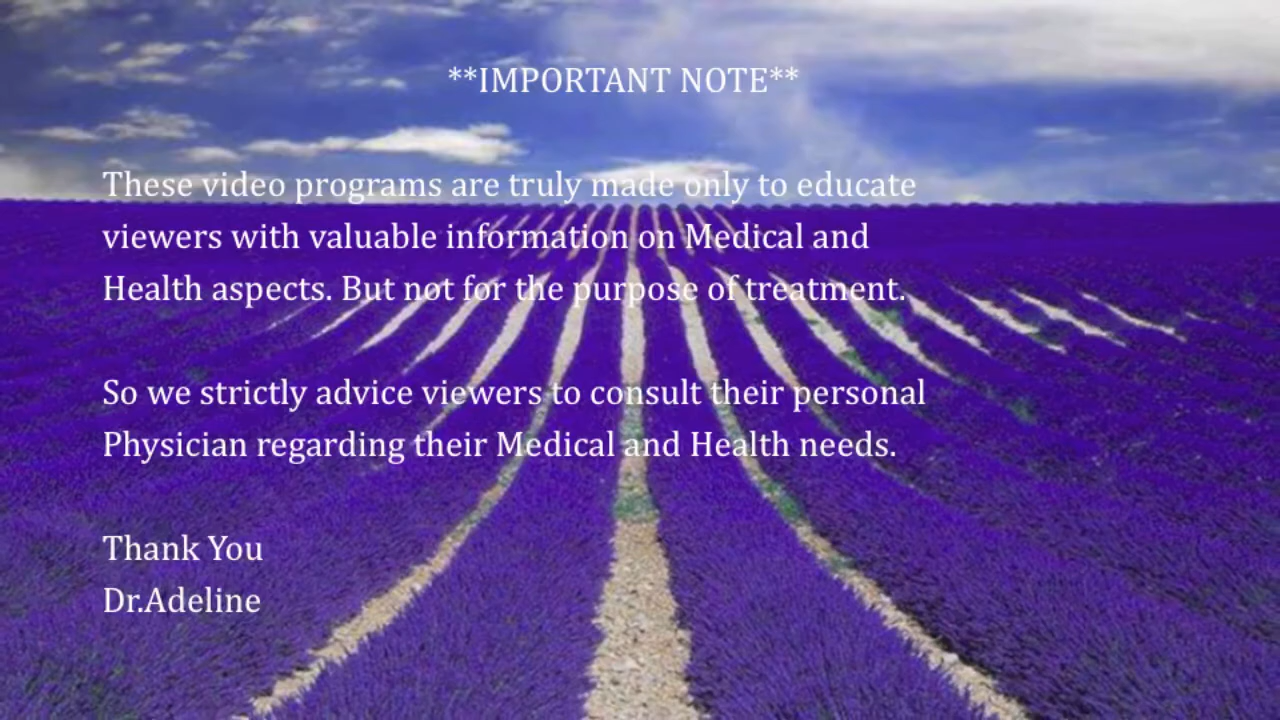 **IMPORTANT NOTE**
These video programs are truly made only to educate
viewers with valuable information on Medical and
Health aspects. But not for the purpose of treatment.
So we strictly advice viewers to consult their personal
Physician regarding their Medical and Health needs.
Thank You
Dr.Adeline